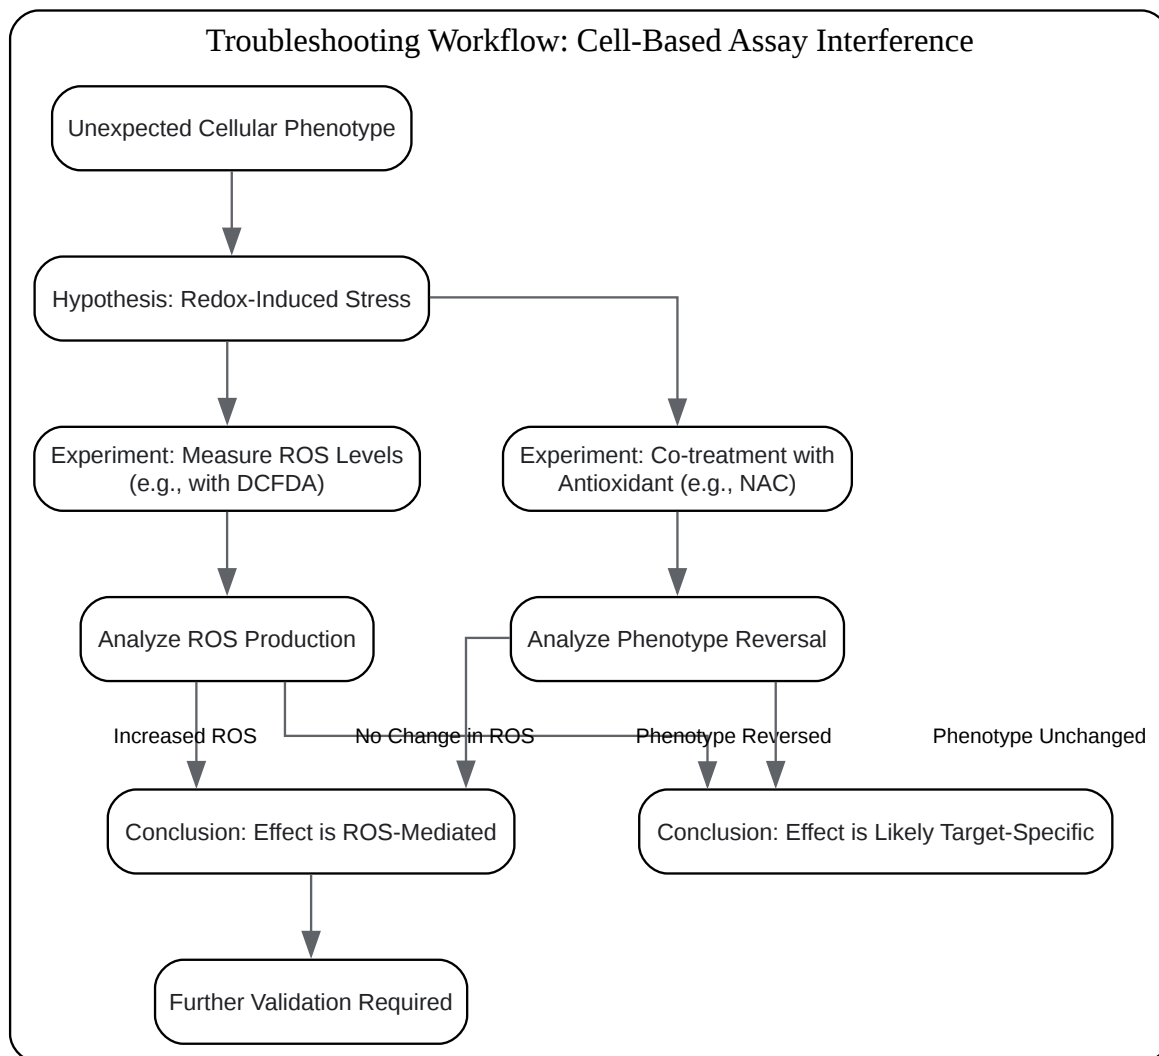 Troubleshooting Workflow: Cell-Based Assay Interference
Unexpected Cellular Phenotype
Hypothesis: Redox-Induced Stress
Experiment: Measure ROS Levels
(e.g., with DCFDA)
Experiment: Co-treatment with
Antioxidant (e.g., NAC)
Analyze ROS Production
Analyze Phenotype Reversal
Increased ROS
No Change in ROS
Phenotype Reversed
Phenotype Unchanged
Conclusion: Effect is ROS-Mediated
Conclusion: Effect is Likely Target-Specific
Further Validation Required